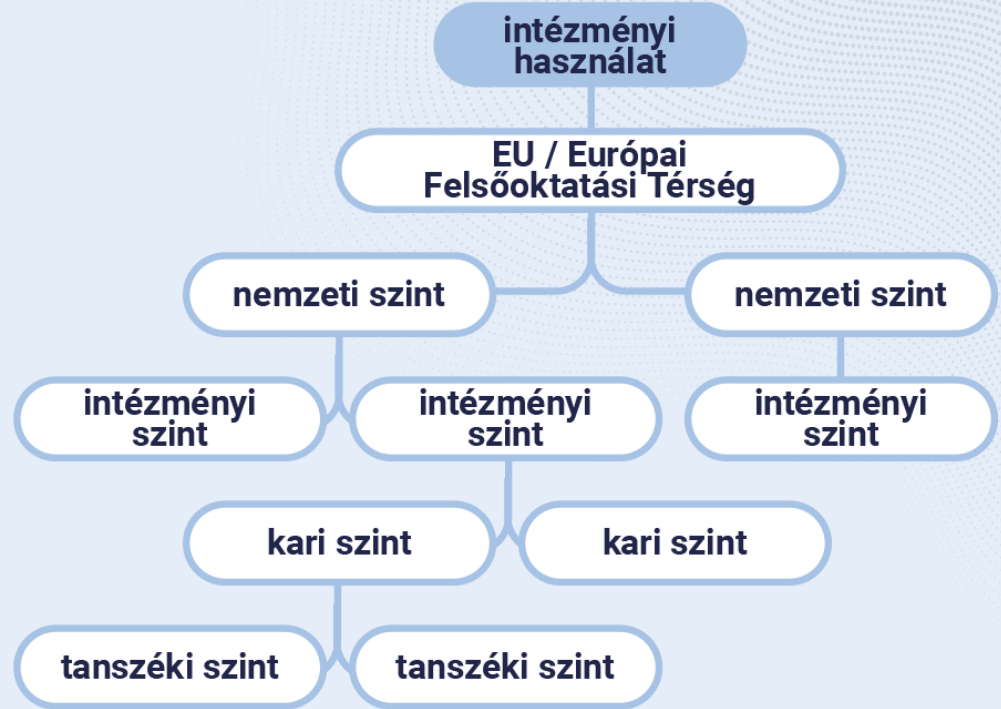 intézményi
használat
EU / Európai
Felsőoktatási Térség
nemzeti szint
nemzeti szint
intézményi
szint
intézményi
szint
intézményi
szint
kari szint
kari szint
tanszéki szint
tanszéki szint